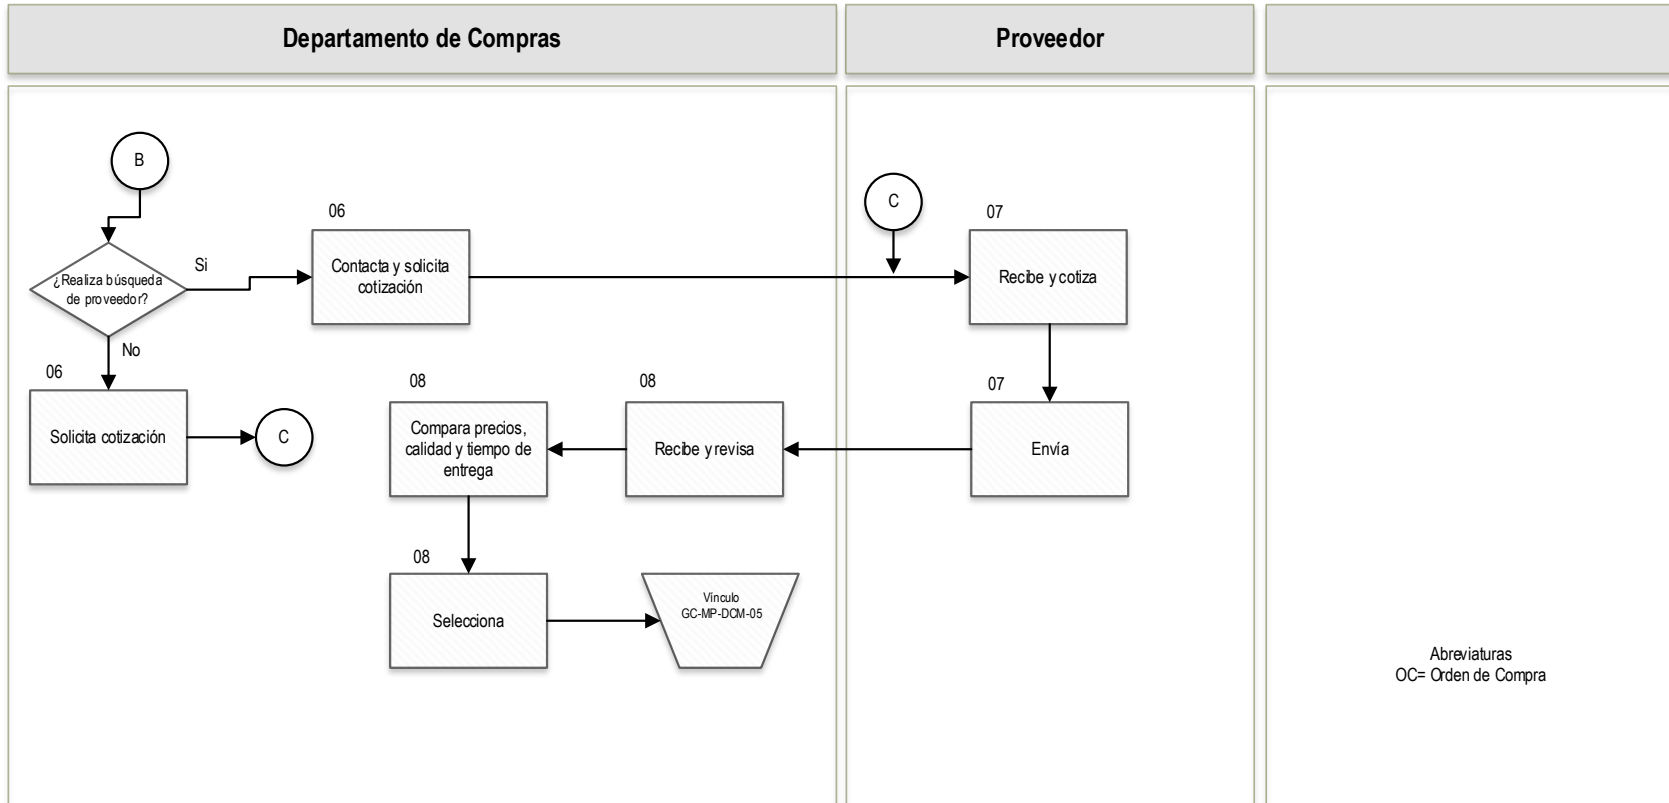 Departamento de Compras
Proveedor
B
C
06
07
¿Realiza búsqueda
de proveedor?
Si
Contacta y solicita
cotización
Recibe y cotiza
No
06
08
08
07
Solicita cotización
C
Compara precios,
calidad y tiempo de
entrega
Recibe y revisa
Envía
08
Selecciona
Vínculo
GC-MP-DCM-05
Abreviaturas
OC= Orden de Compra